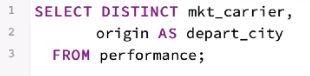 1 SELECT DISTINCT mkt_carrier,
2 origin AS depart_city
3 FROM performance;